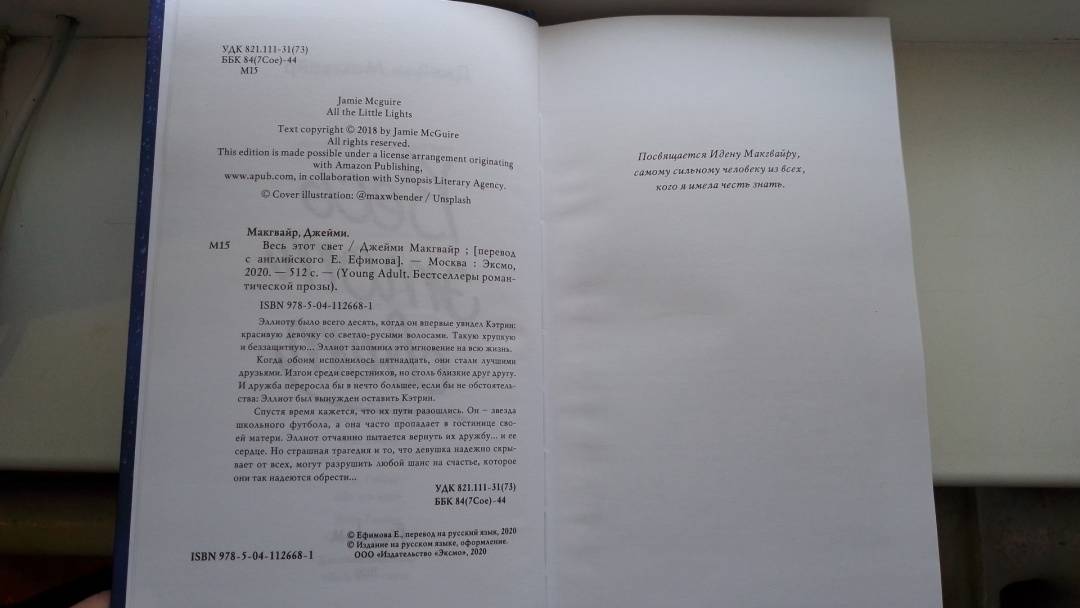 УДК 821.111-31(73)
ББК 84(7Сое)-44
М15
Jamie Mcguire
All the Little Lights
Text copyright © 2018 by Jamie McGuire
All rights reserved.
This edition is made possible under a license arrangement originating
with Amazon Publishing,
www.apub.com, in collaboration with Synopsis Literary Agency.
© Cover illustration: @maxwbender / Unsplash
Макгвайр, Джейми.
М15 Весь этот свет / Джейми Макгвайр ; [перевод
с английского Е. Ефимова]. — Москва : Эксмо,
2020. — 512 с. — (Young Adult. Бестселлеры роман-
тической прозы).
ISBN 978-5-04-112668-1
Эллиоту было всего десять, когда он впервые увидел Кэтрин:
красивую девочку со светло-русыми волосами. Такую хрупкую
и беззащитную... Эллиот запомнил это мгновение на всю жизнь.
Когда обоим исполнилось пятнадцать, они стали лучшими
друзьями. Изгои среди сверстников, но столь близкие друг другу.
И дружба переросла бы в нечто большее, если бы не обстоятель-
ства: Эллиот был вынужден оставить Кэтрин.
Спустя время кажется, что их пути разошлись. Он – звезда
школьного футбола, а она часто пропадает в гостинице сво-
ей матери. Эллиот отчаянно пытается вернуть их дружбу... и ее
сердце. Но страшная трагедия и то, что девушка надежно скры-
вает от всех, могут разрушить любой шанс на счастье, которое
они так надеются обрести...
УДК 821.111-31(73)
ББК 84(7Сое)-44
© Ефимова Е., перевод на русский язык, 2020
© Издание на русском языке, оформление.
ООО «Издательство «Эксмо», 2020
ISBN 978-5-04-112668-1
Посвящается Идену Макгвайру,
самому сильному человеку из всех,
кого я имела честь знать.